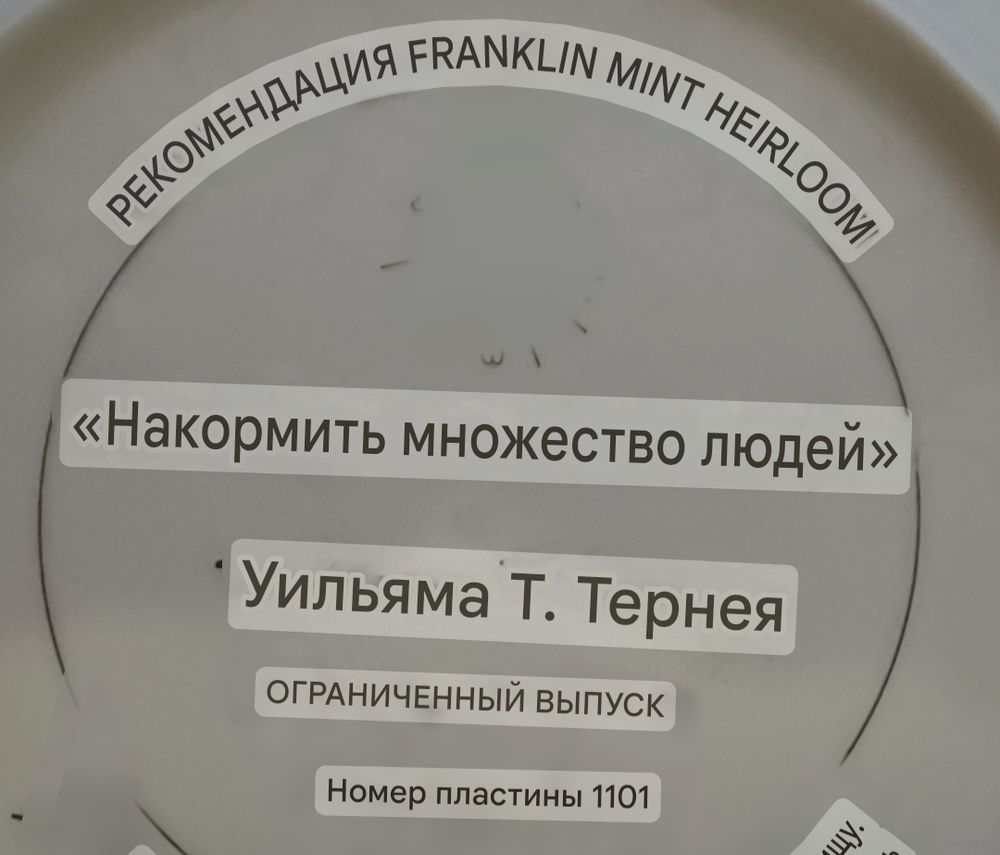 РЕКОМЕНДАЦИЯ FRANKLIN MINT HEIRLOOM
«Накормить множество людей»
Уильяма Т. Тернея
ОГРАНИЧЕННЫЙ ВЫПУСК
Номер пластины 1101